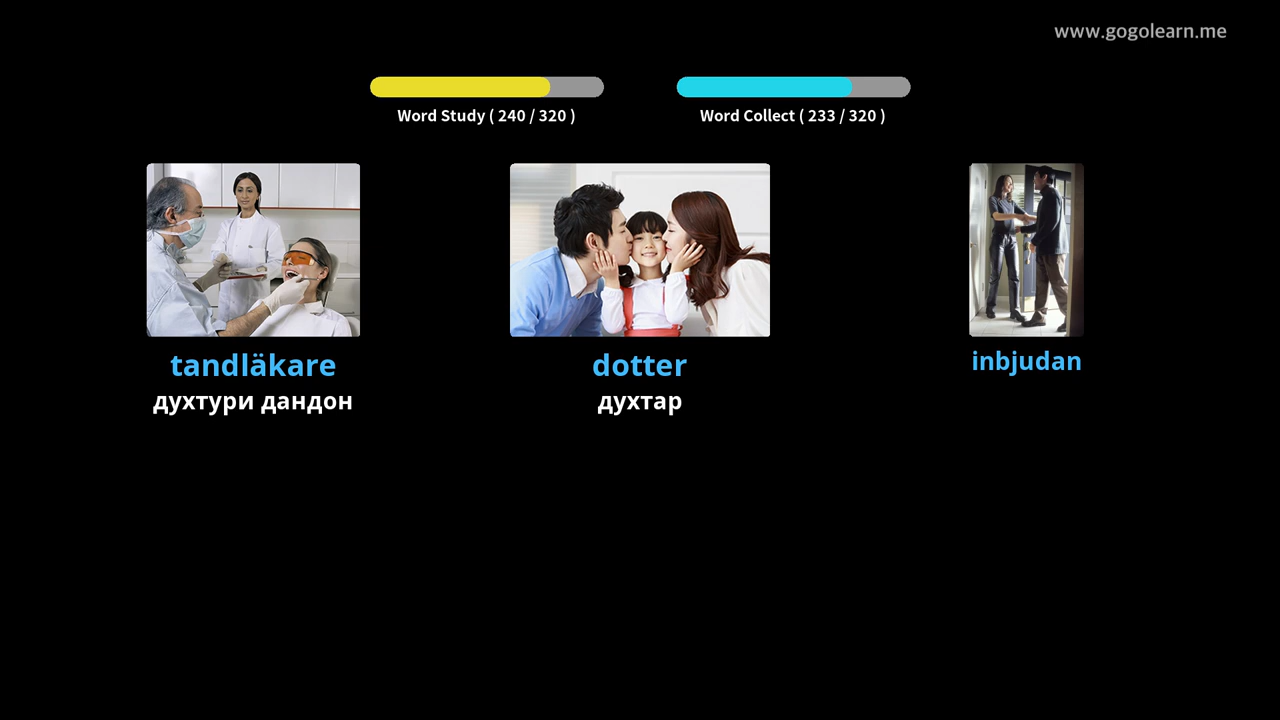 www.gogolearn.me
Word Study ( 240 / 320 )
Word Collect ( 233 / 320 )
tandläkare
духтури дандон
dotter
духтар
inbjudan